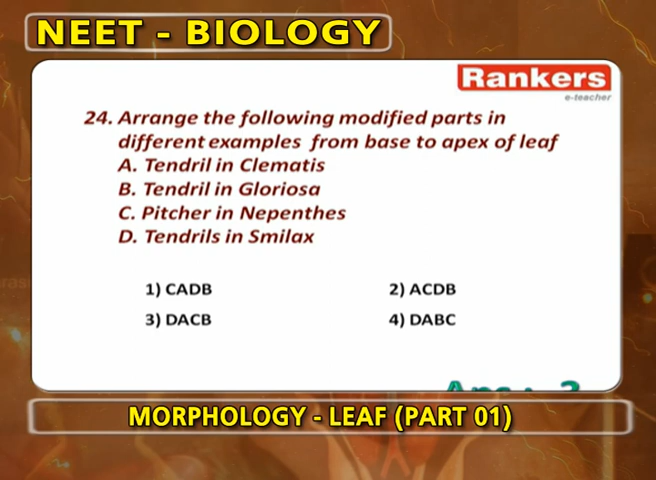 NEET - BIOLOGY
Rankers
e-teacher
24. Arrange the following modified parts in
different examples from base to apex of leaf
A. Tendril in Clematis
B. Tendril in Gloriosa
C. Pitcher in Nepenthes
D. Tendrils in Smilax
1) CADB 2) ACDB
3) DACB 4) DABC
MORPHOLOGY - LEAF (PART 01)